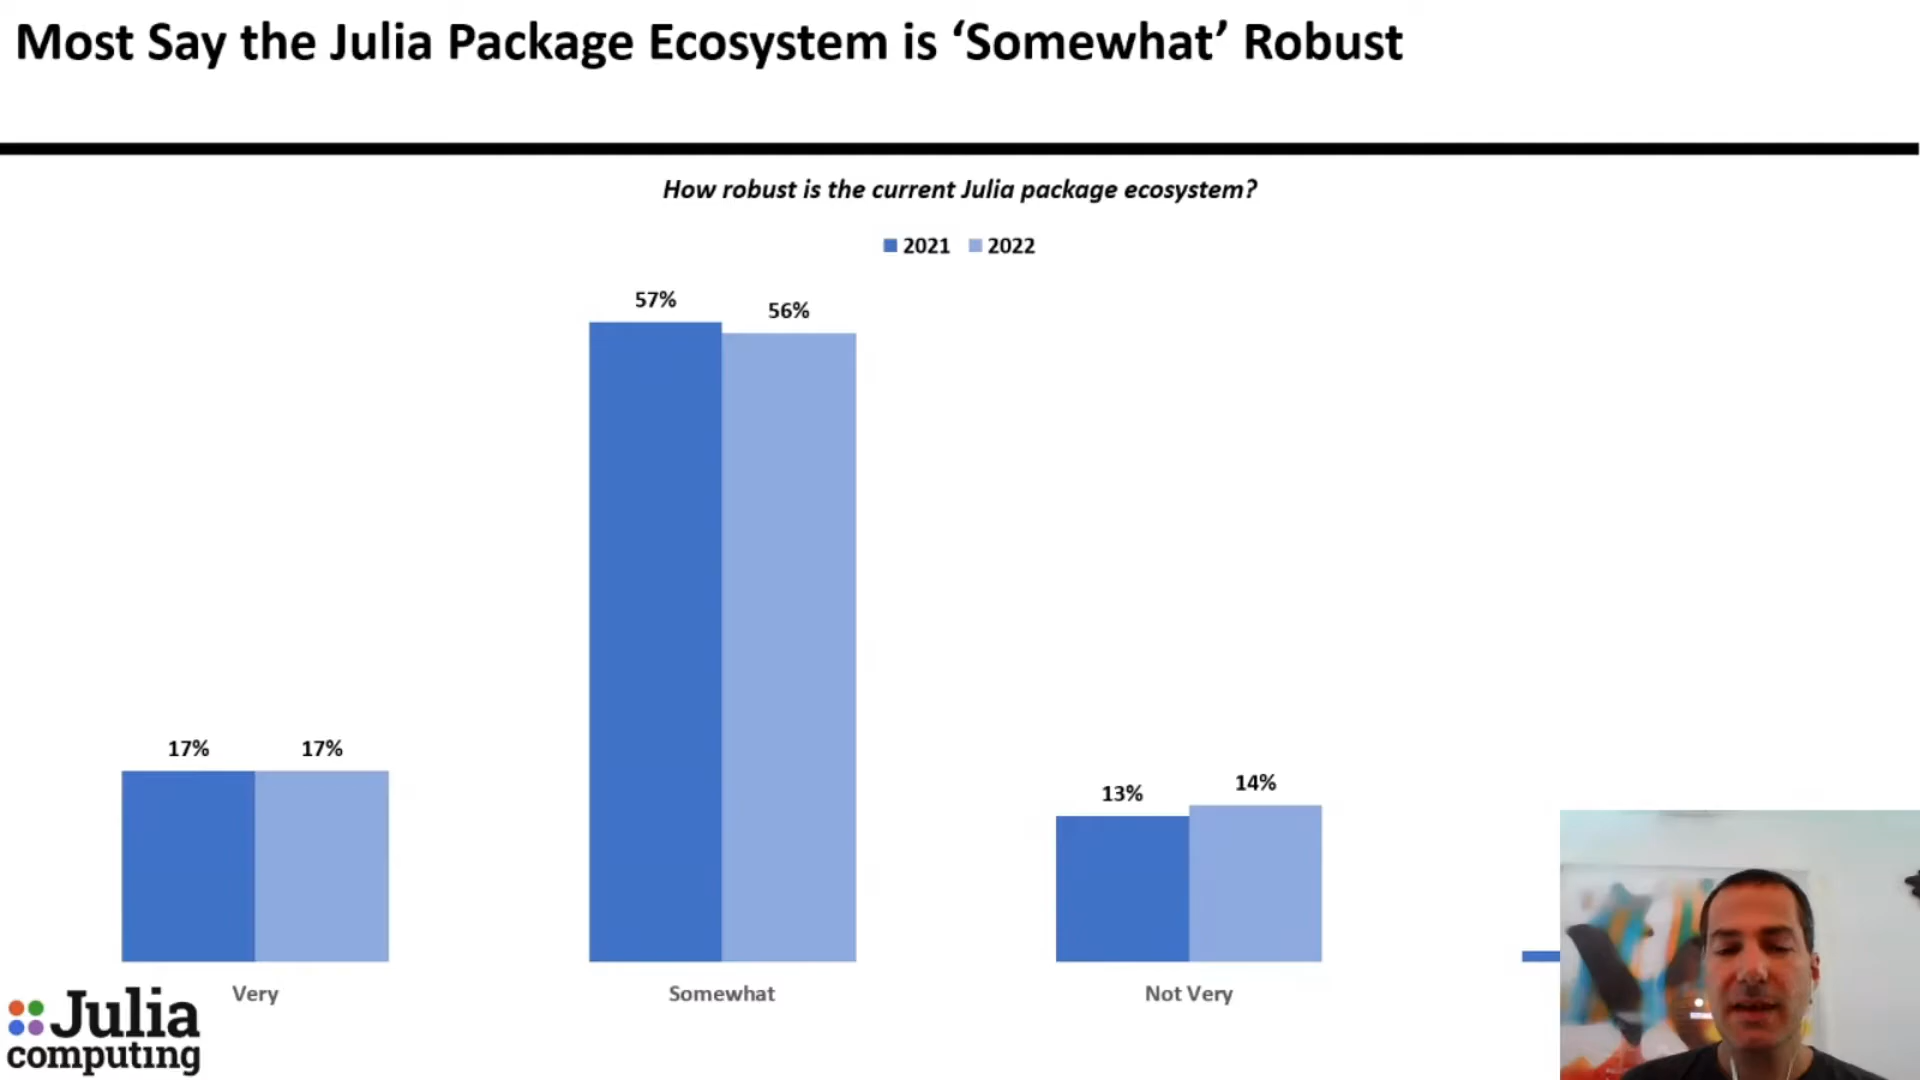 Most Say the Julia Package Ecosystem is ‘Somewhat’ Robust
How robust is the current Julia package ecosystem?
2021 2022
57%
56%
17% 17%
13%
14%
Very Somewhat Not Very
Julia
computing